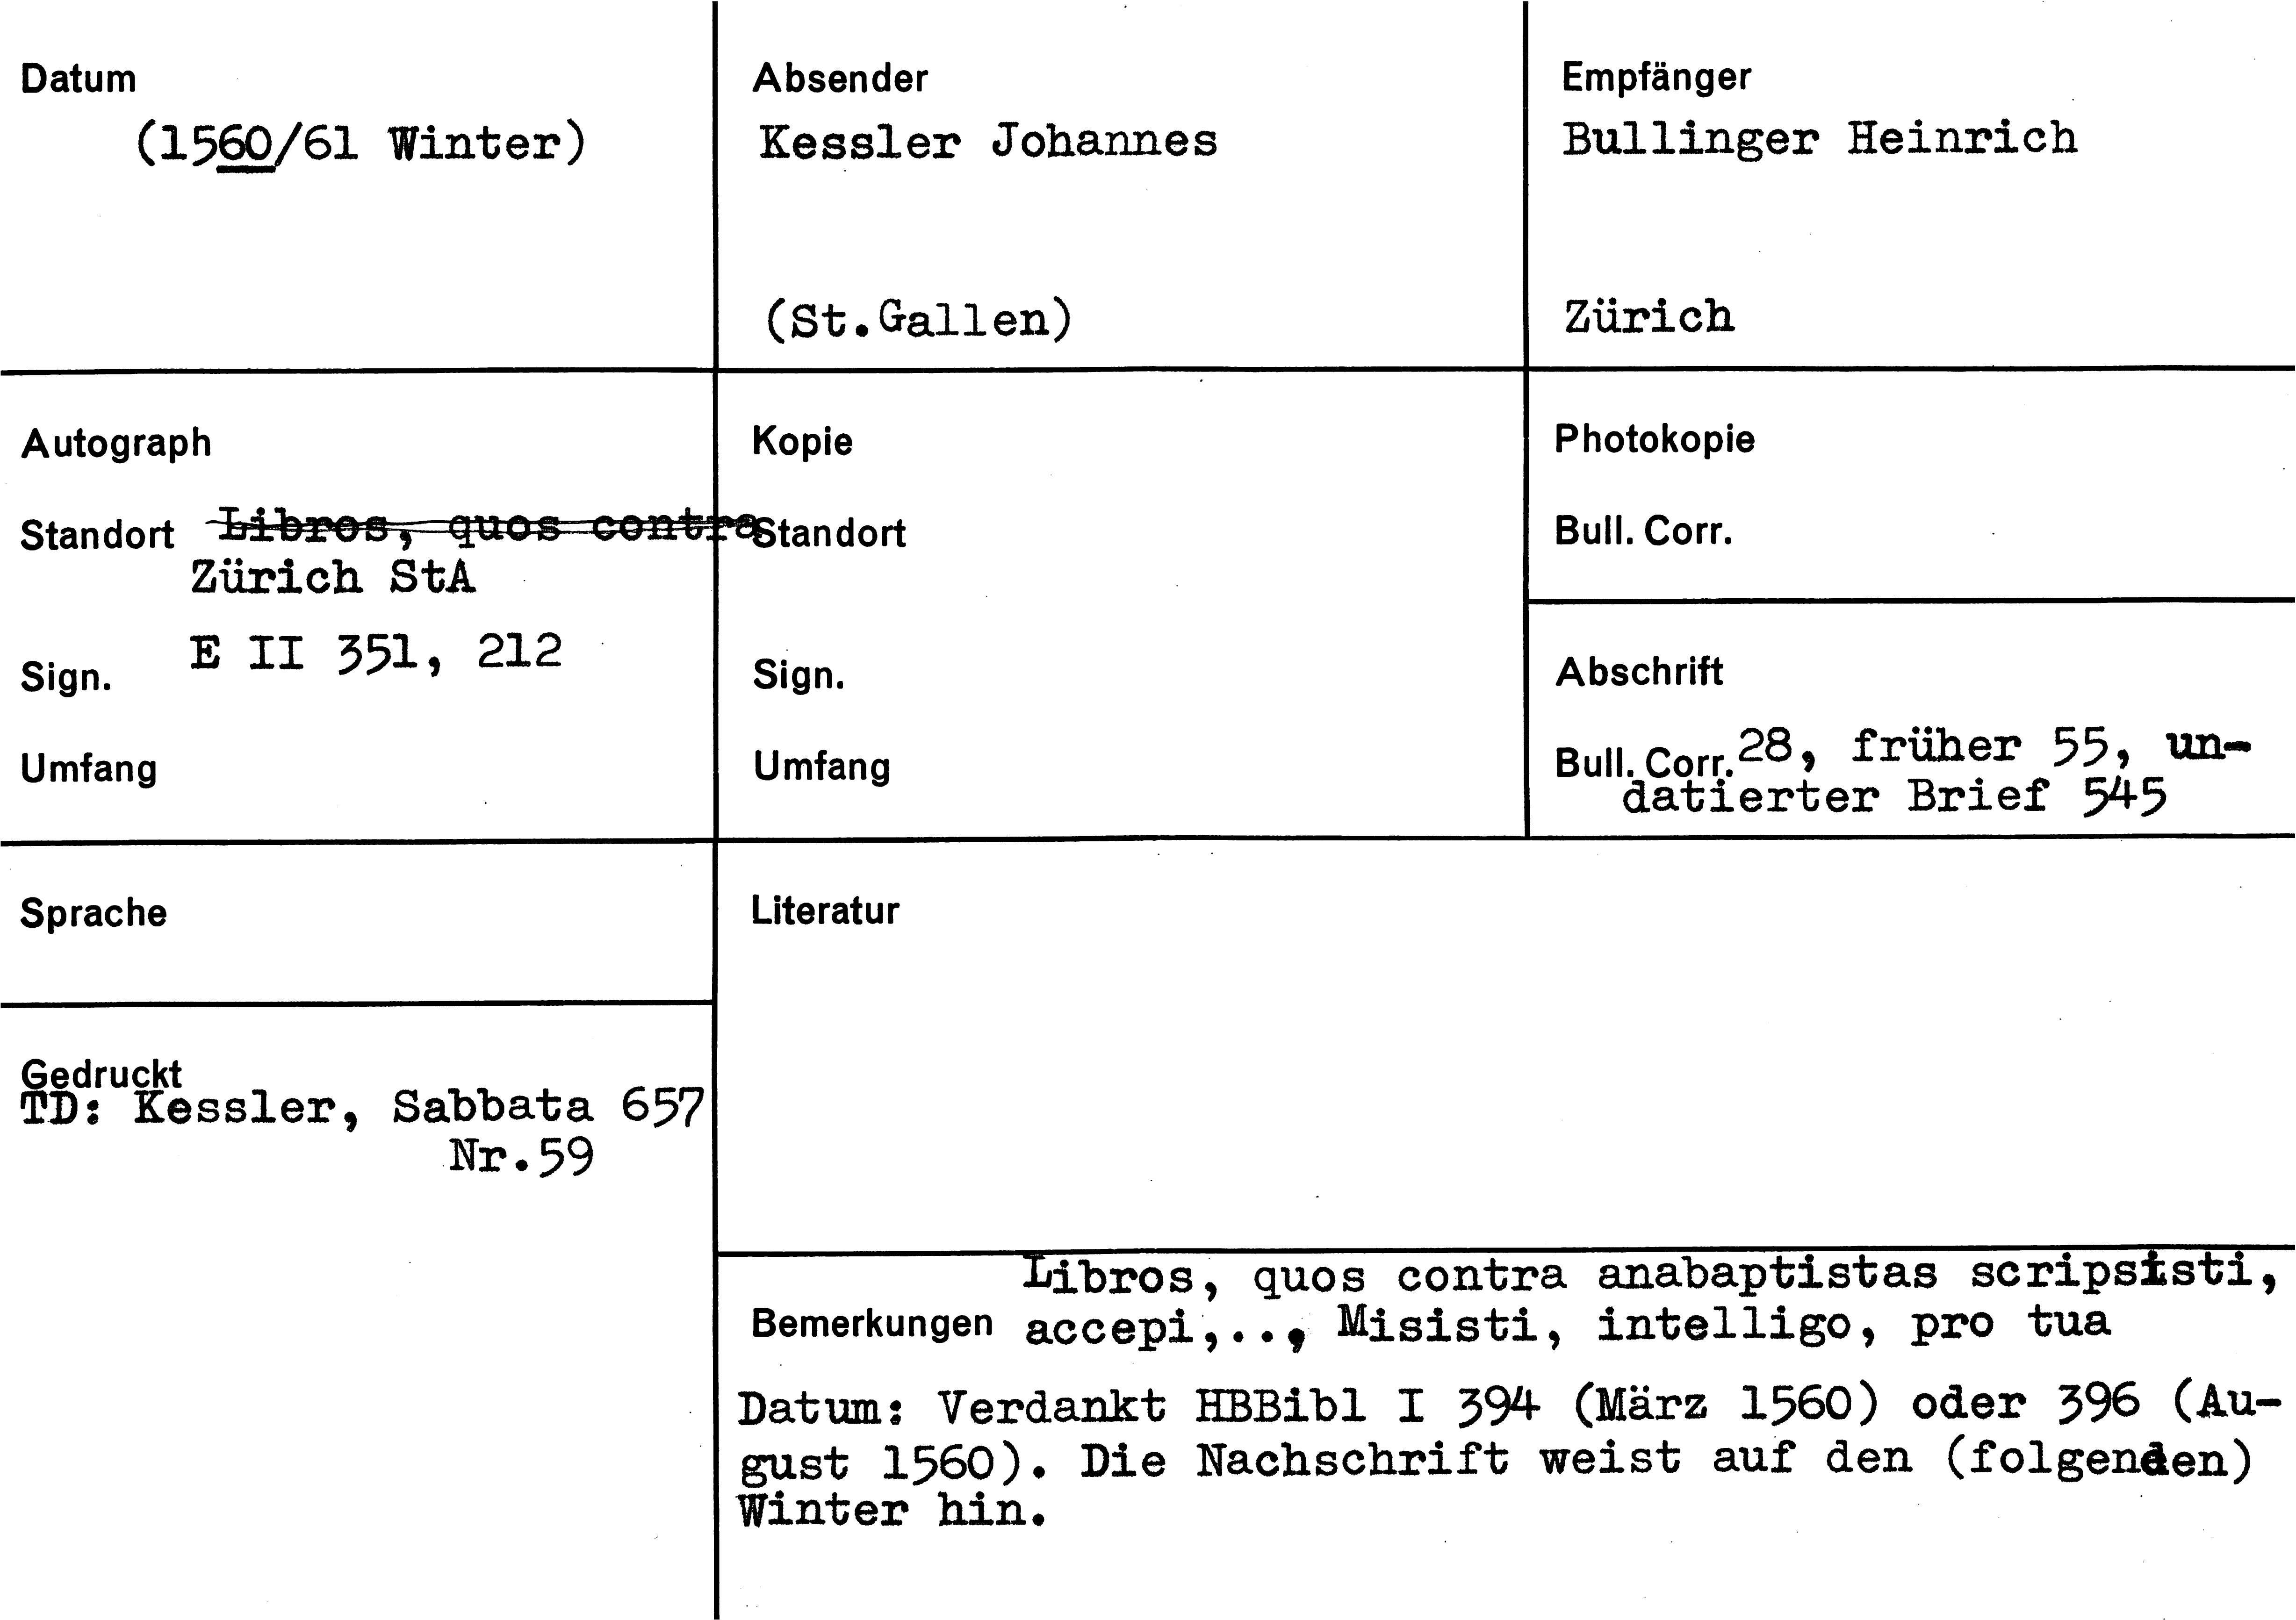 Datum
(1560/61 Winter)
Absender
Kessler Johannes
(St.Gallen)
Empfänger
Bullinger Heinrich
Zürich
Autograph
Standort Libros, quos contra
Zürich StA
Sign. E II 351, 212
Umfang
Kopie
Standort
Sign.
Umfang
Photokopie
Bull. Corr.
Abschrift
Bull. Corr. 28, früher 55, un-
datierter Brief 545
Sprache
Gedruckt
TD: Kessler, Sabbata 657
Nr.59
Literatur
Libros, quos contra anabaptistas scripsisti,
Bemerkungen accepi,.., Misisti, intelligo, pro tua
Datum: Verdankt HBBibl I 394 (März 1560) oder 396 (Au-
gust 1560). Die Nachschrift weist auf den (folgenden)
Winter hin.